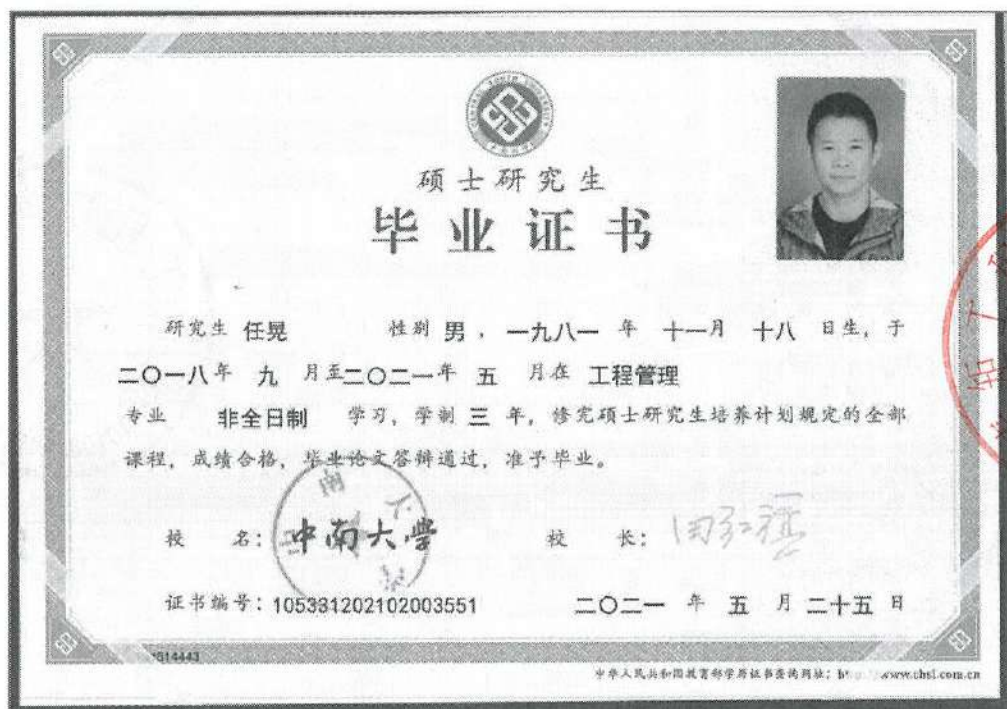 CENTRAL SOUTH UNIVERSITY
硕士研究生
毕业证书
研究生 任晃 性别 男，一九八一 年 十一月 十八 日生，于
二〇一八年 九 月至二〇二一年 五 月在 工程管理
专业 非全日制 学习，学制 三 年，修完硕士研究生培养计划规定的全部
课程，成绩合格，毕业论文答辩通过，准予毕业。
校 名：中南大学 校 长：田红旗
证书编号：105331202102003551 二〇二一 年 五 月 二十五 日
中华人民共和国教育部学历证书查询网址：www.chsi.com.cn